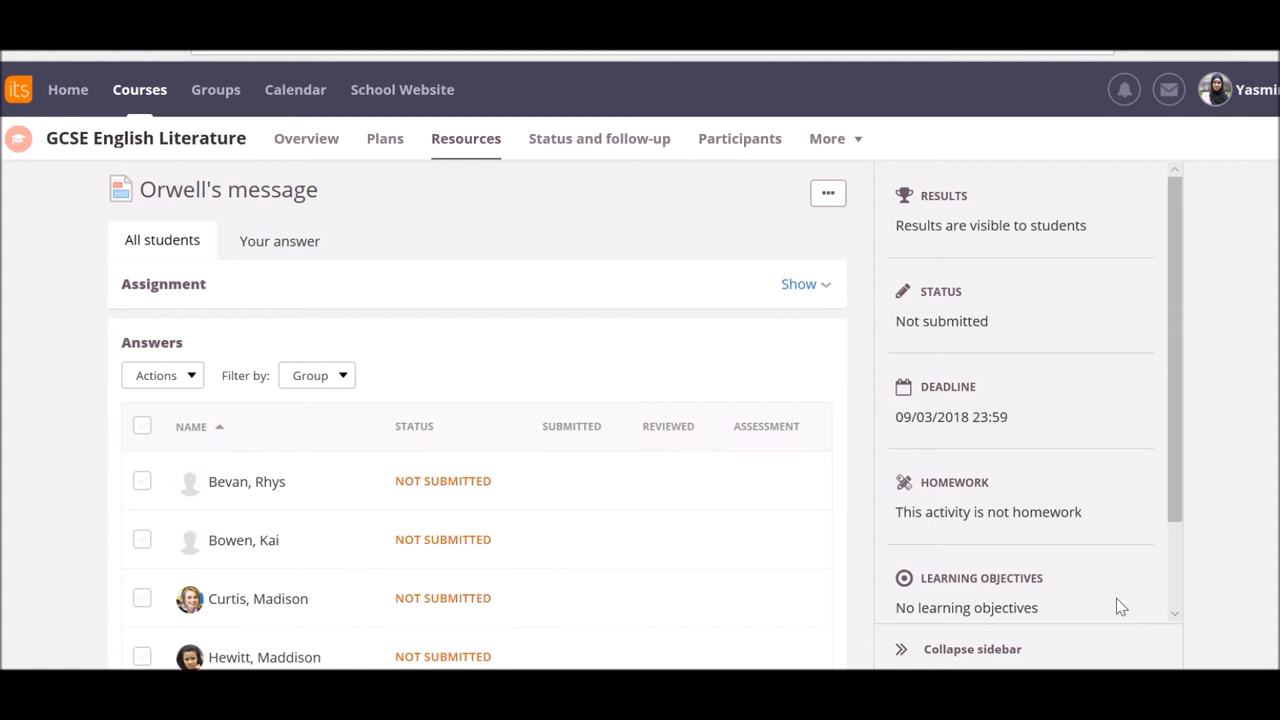 its Home Courses Groups Calendar School Website Yasmi
GCSE English Literature Overview Plans Resources Status and follow-up Participants More
Orwell's message ...
All students Your answer
Assignment Show
Answers
Actions Filter by: Group
NAME STATUS SUBMITTED REVIEWED ASSESSMENT
Bevan, Rhys NOT SUBMITTED
Bowen, Kai NOT SUBMITTED
Curtis, Madison NOT SUBMITTED
Hewitt, Maddison NOT SUBMITTED
RESULTS
Results are visible to students
STATUS
Not submitted
DEADLINE
09/03/2018 23:59
HOMEWORK
This activity is not homework
LEARNING OBJECTIVES
No learning objectives
Collapse sidebar